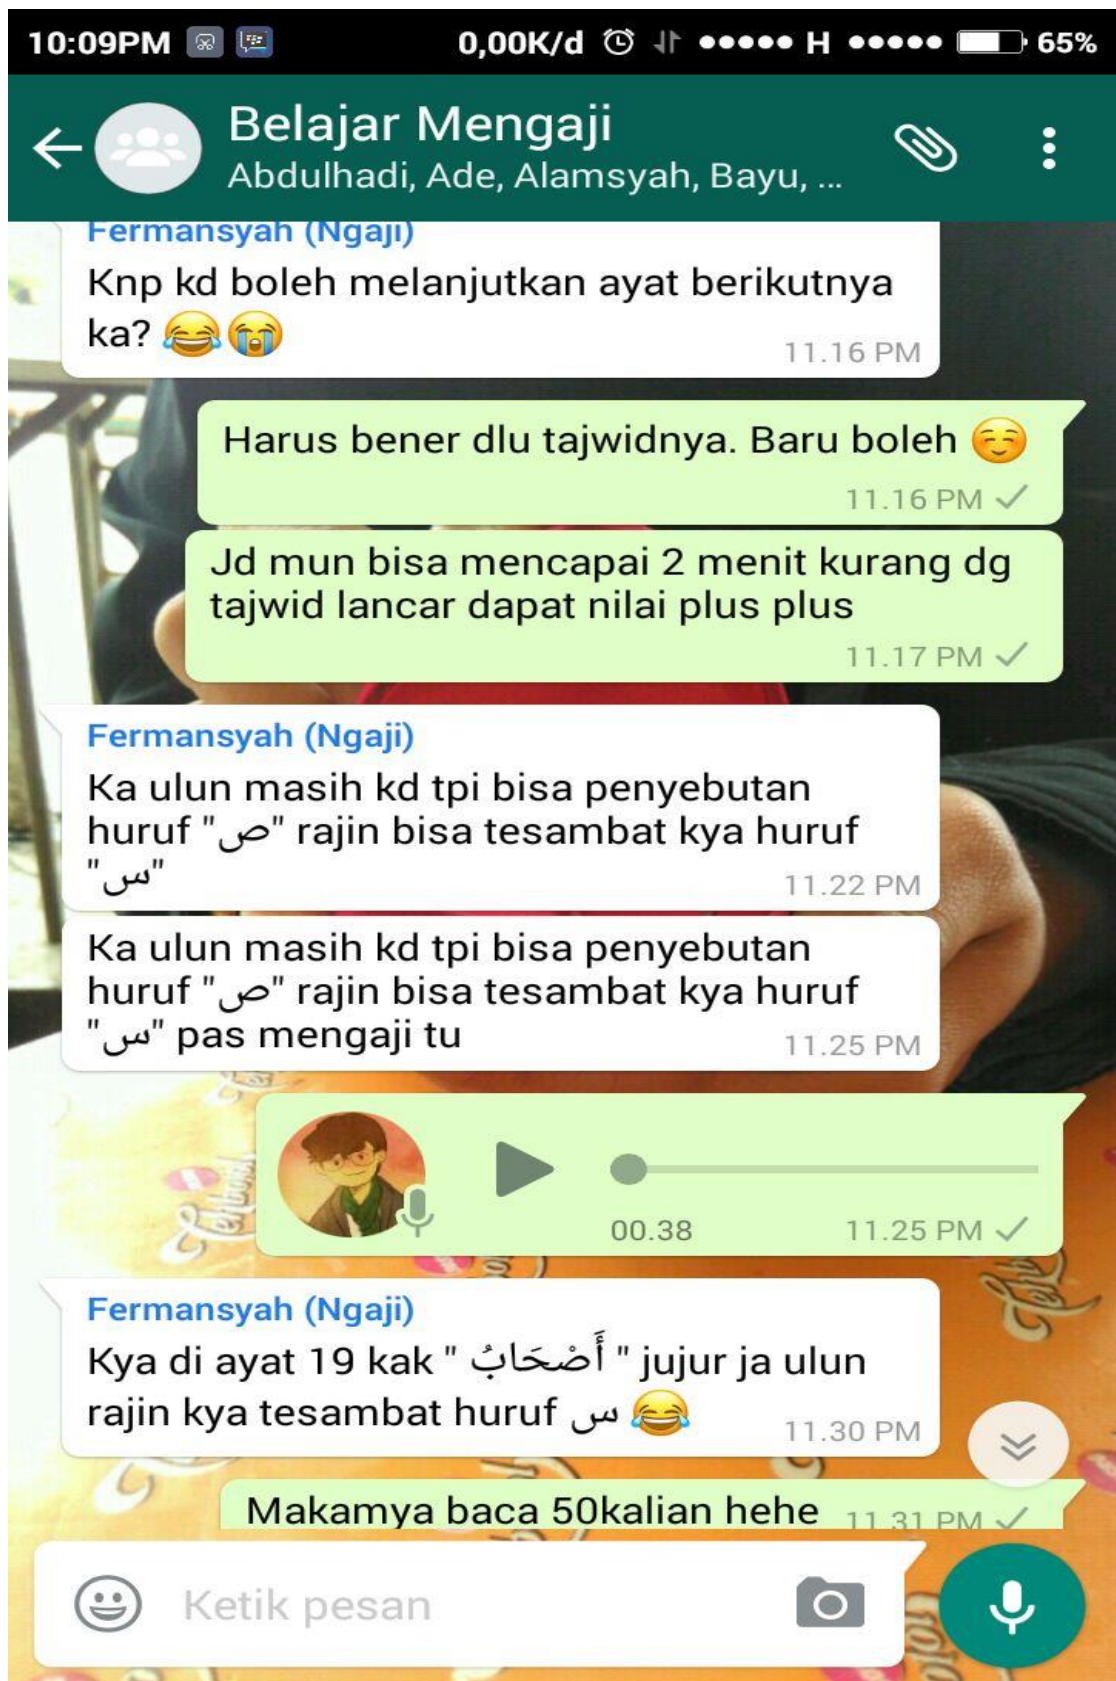 10:09PM 0,00K/d H 65%
Belajar Mengaji
Abdulhadi, Ade, Alamsyah, Bayu, ...
Fermansyah (Ngaji)
Knp kd boleh melanjutkan ayat berikutnya
ka? 😂😭
11.16 PM
Harus bener dlu tajwidnya. Baru boleh ☺️
11.16 PM
Jd mun bisa mencapai 2 menit kurang dg
tajwid lancar dapat nilai plus plus
11.17 PM
Fermansyah (Ngaji)
Ka ulun masih kd tpi bisa penyebutan
huruf "ص" rajin bisa tesambat kya huruf
"س"
11.22 PM
Ka ulun masih kd tpi bisa penyebutan
huruf "ص" rajin bisa tesambat kya huruf
"س" pas mengaji tu
11.25 PM
00.38 11.25 PM
Fermansyah (Ngaji)
Kya di ayat 19 kak " أَصْحَابُ " jujur ja ulun
rajin kya tesambat huruf س 😂
11.30 PM
Makamya baca 50kalian hehe 11.31 PM
Ketik pesan